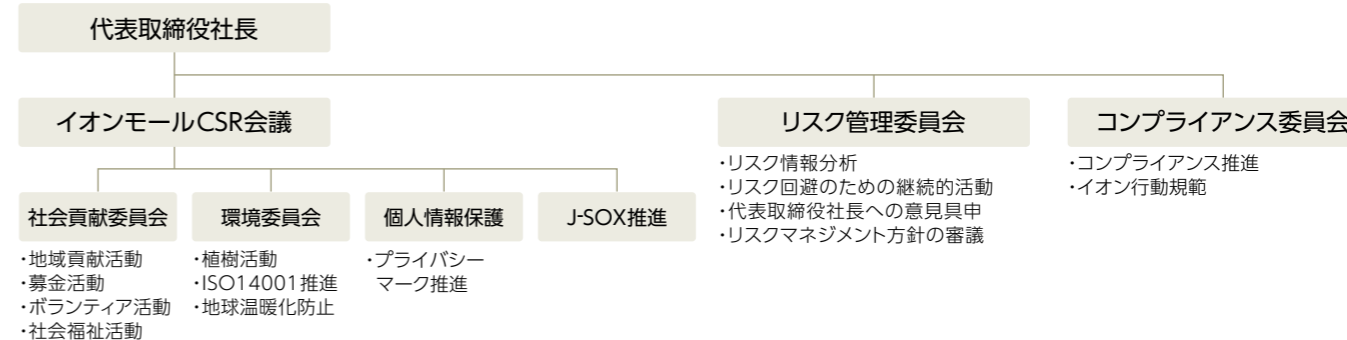 代表取締役社長
イオンモールCSR会議
リスク管理委員会
コンプライアンス委員会
・リスク情報分析
・リスク回避のための継続的活動
・代表取締役社長への意見具申
・リスクマネジメント方針の審議
・コンプライアンス推進
・イオン行動規範
社会貢献委員会
環境委員会
個人情報保護
J-SOX推進
・地域貢献活動
・募金活動
・ボランティア活動
・社会福祉活動
・植樹活動
・ISO14001推進
・地球温暖化防止
・プライバシー
マーク推進